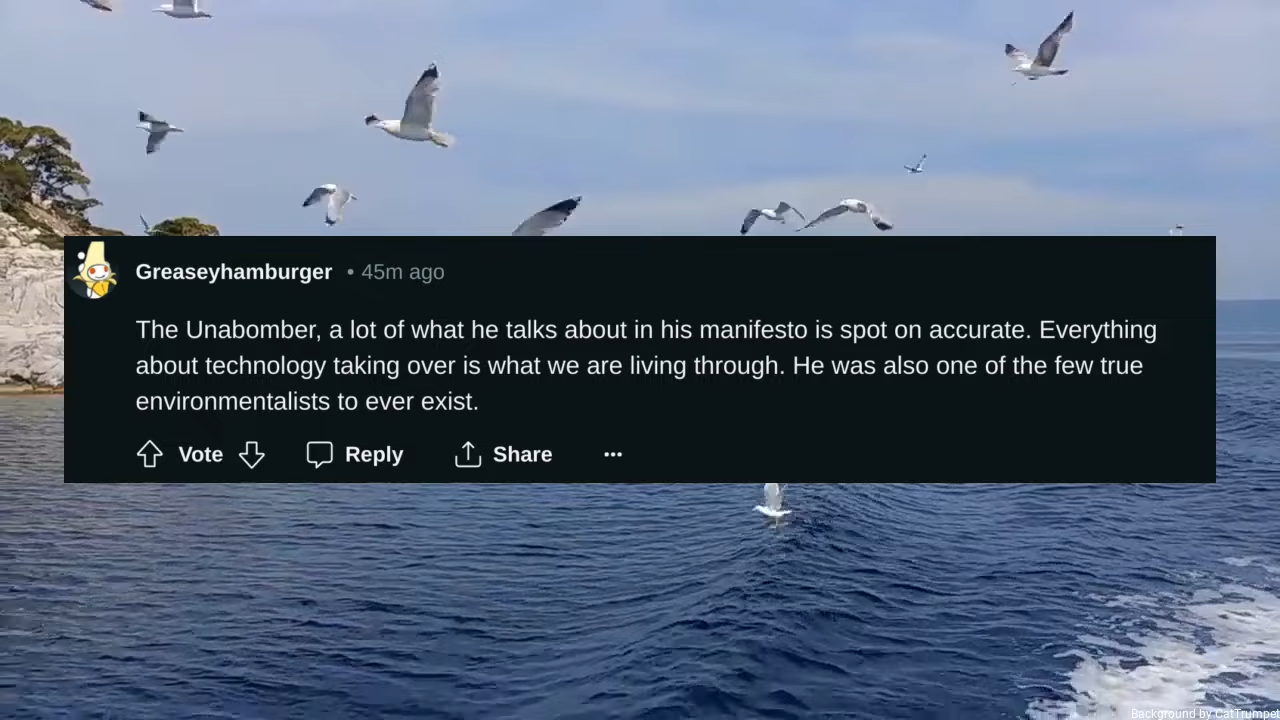 Greaseyhamburger • 45m ago
The Unabomber, a lot of what he talks about in his manifesto is spot on accurate. Everything
about technology taking over is what we are living through. He was also one of the few true
environmentalists to ever exist.
Vote Reply Share ...
Background by CatTrumpet